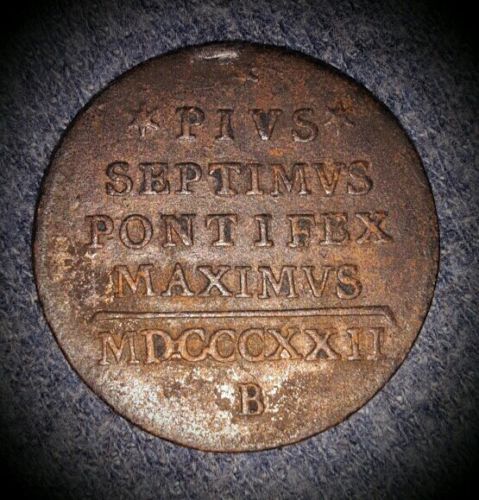 * PIVS *
SEPTIMVS
PONTIFEX
MAXIMVS
MDCCCXXII
B